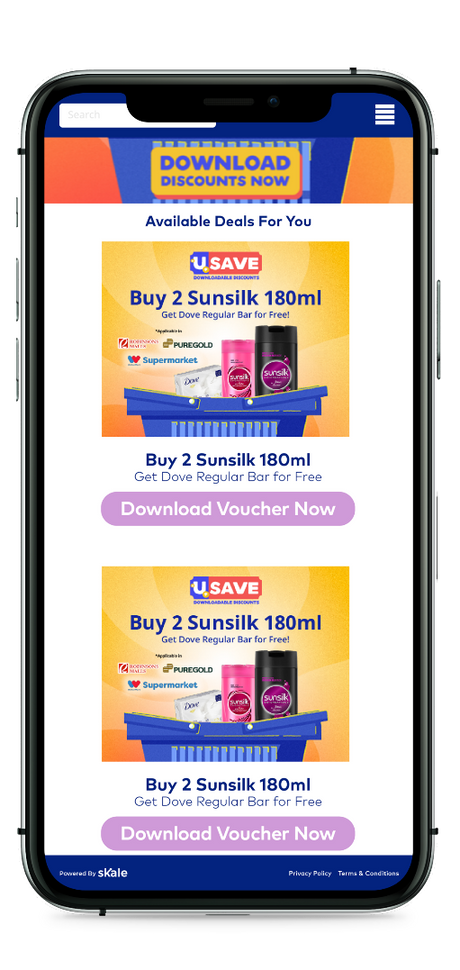 Search
DOWNLOAD
DISCOUNTS NOW
Available Deals For You
USAVE
DOWNLOADABLE DISCOUNTS
Buy 2 Sunsilk 180ml
Get Dove Regular Bar for Free!
*Applicable in
ROBINSONS
MALLS
PUREGOLD
Supermarket
Dove
sunsilk
sunsilk
Buy 2 Sunsilk 180ml
Get Dove Regular Bar for Free
Download Voucher Now
USAVE
DOWNLOADABLE DISCOUNTS
Buy 2 Sunsilk 180ml
Get Dove Regular Bar for Free!
*Applicable in
ROBINSONS
MALLS
PUREGOLD
Supermarket
Dove
sunsilk
sunsilk
Buy 2 Sunsilk 180ml
Get Dove Regular Bar for Free
Download Voucher Now
Powered By skale
Privacy Policy Terms & Conditions